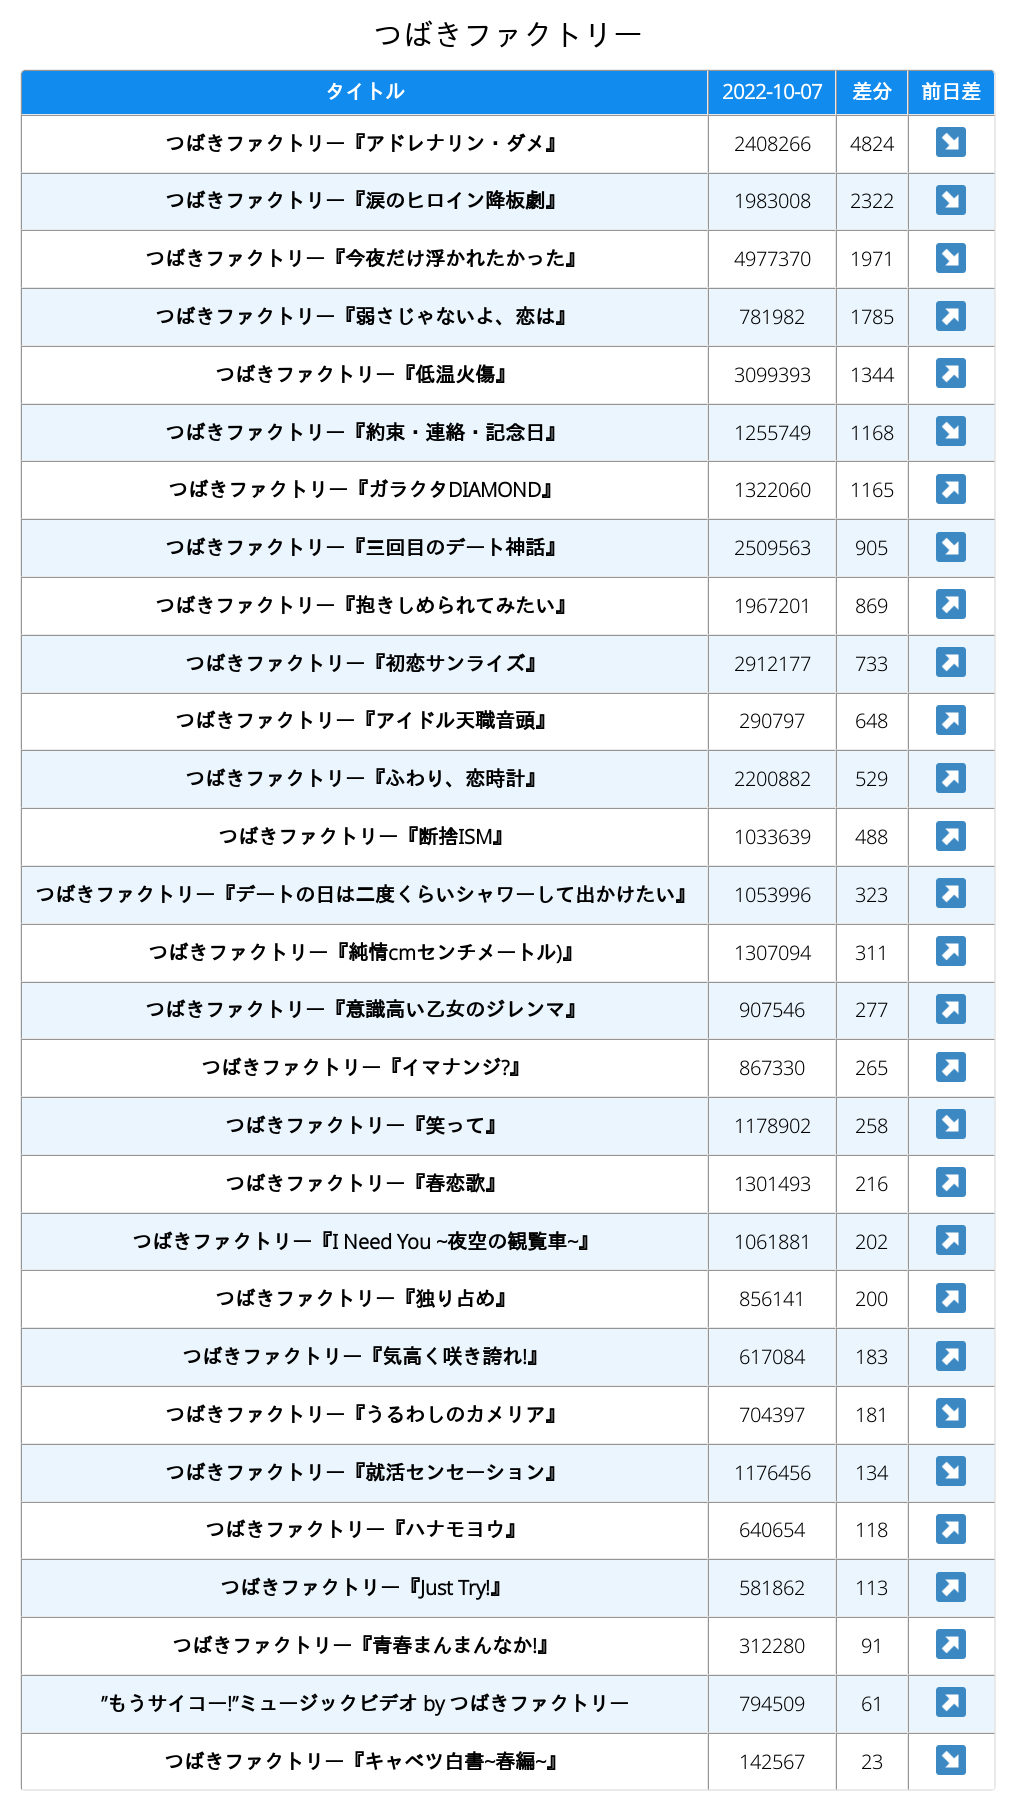 つばきファクトリー
タイトル 2022-10-07 差分 前日差
つばきファクトリー『アドレナリン・ダメ』 2408266 4824 ↘
つばきファクトリー『涙のヒロイン降板劇』 1983008 2322 ↘
つばきファクトリー『今夜だけ浮かれたかった』 4977370 1971 ↘
つばきファクトリー『弱さじゃないよ、恋は』 781982 1785 ↗
つばきファクトリー『低温火傷』 3099393 1344 ↗
つばきファクトリー『約束・連絡・記念日』 1255749 1168 ↘
つばきファクトリー『ガラクタDIAMOND』 1322060 1165 ↗
つばきファクトリー『三回目のデート神話』 2509563 905 ↘
つばきファクトリー『抱きしめられてみたい』 1967201 869 ↗
つばきファクトリー『初恋サンライズ』 2912177 733 ↗
つばきファクトリー『アイドル天職音頭』 290797 648 ↗
つばきファクトリー『ふわり、恋時計』 2200882 529 ↗
つばきファクトリー『断捨ISM』 1033639 488 ↗
つばきファクトリー『デートの日は二度くらいシャワーして出かけたい』 1053996 323 ↗
つばきファクトリー『純情cmセンチメートル)』 1307094 311 ↗
つばきファクトリー『意識高い乙女のジレンマ』 907546 277 ↗
つばきファクトリー『イマナンジ?』 867330 265 ↗
つばきファクトリー『笑って』 1178902 258 ↘
つばきファクトリー『春恋歌』 1301493 216 ↗
つばきファクトリー『I Need You ~夜空の観覧車~』 1061881 202 ↗
つばきファクトリー『独り占め』 856141 200 ↗
つばきファクトリー『気高く咲き誇れ!』 617084 183 ↗
つばきファクトリー『うるわしのカメリア』 704397 181 ↘
つばきファクトリー『就活センセーション』 1176456 134 ↘
つばきファクトリー『ハナモヨウ』 640654 118 ↗
つばきファクトリー『Just Try!』 581862 113 ↗
つばきファクトリー『青春まんまんなか!』 312280 91 ↗
”もうサイコー!”ミュージックビデオ by つばきファクトリー 794509 61 ↗
つばきファクトリー『キャベツ白書~春編~』 142567 23 ↘